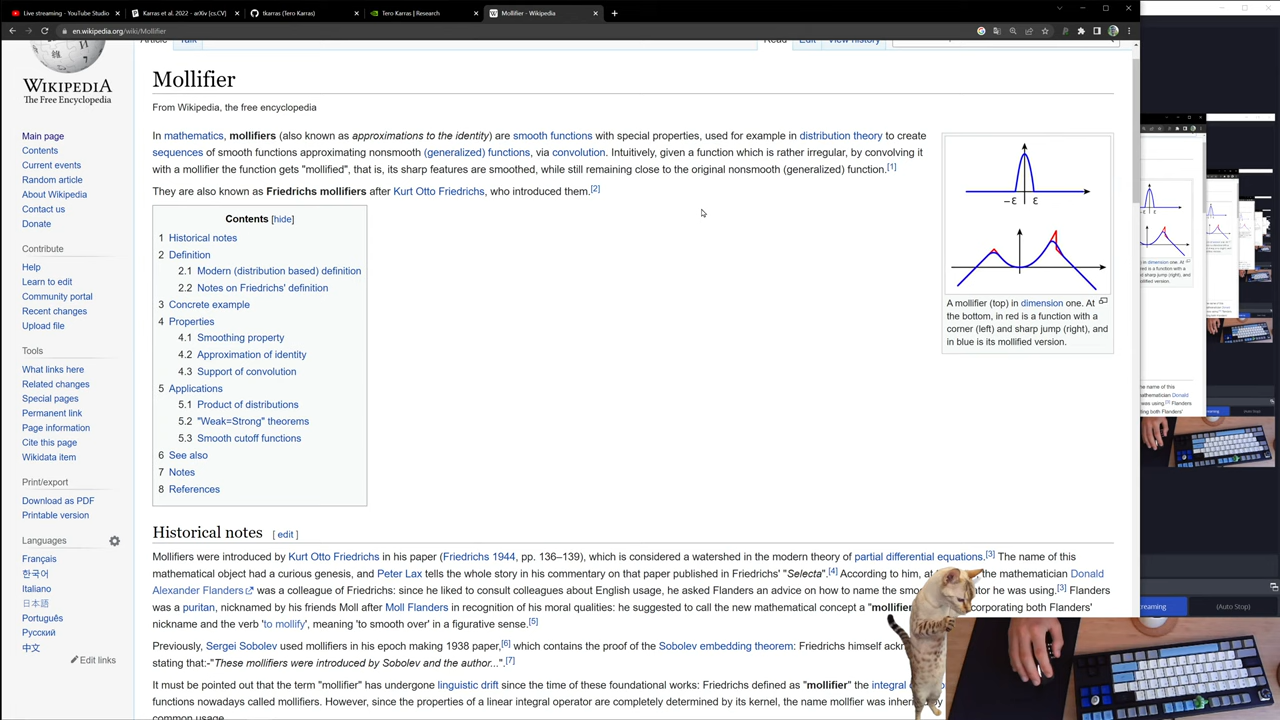 Live streaming - YouTube Studio
Karras et al. 2022 - arXiv [cs.CV]
tkarras (Tero Karras)
Tero Karras | Research
Mollifier - Wikipedia
en.wikipedia.org/wiki/Mollifier
Article
Talk
Read
Edit
View history
WIKIPEDIA
The Free Encyclopedia
Main page
Contents
Current events
Random article
About Wikipedia
Contact us
Donate
Contribute
Help
Learn to edit
Community portal
Recent changes
Upload file
Tools
What links here
Related changes
Special pages
Permanent link
Page information
Cite this page
Wikidata item
Print/export
Download as PDF
Printable version
Languages
Français
한국어
Italiano
日本語
Português
Русский
中文
Edit links
Mollifier
From Wikipedia, the free encyclopedia
In mathematics, mollifiers (also known as approximations to the identity) are smooth functions with special properties, used for example in distribution theory to create
sequences of smooth functions approximating nonsmooth (generalized) functions, via convolution. Intuitively, given a function which is rather irregular, by convolving it
with a mollifier the function gets "mollified", that is, its sharp features are smoothed, while still remaining close to the original nonsmooth (generalized) function.[1]
They are also known as Friedrichs mollifiers after Kurt Otto Friedrichs, who introduced them.[2]
Contents [hide]
1 Historical notes
2 Definition
2.1 Modern (distribution based) definition
2.2 Notes on Friedrichs' definition
3 Concrete example
4 Properties
4.1 Smoothing property
4.2 Approximation of identity
4.3 Support of convolution
5 Applications
5.1 Product of distributions
5.2 "Weak=Strong" theorems
5.3 Smooth cutoff functions
6 See also
7 Notes
8 References
−ε ε
A mollifier (top) in dimension one. At
the bottom, in red is a function with a
corner (left) and sharp jump (right), and
in blue is its mollified version.
Historical notes [ edit ]
Mollifiers were introduced by Kurt Otto Friedrichs in his paper (Friedrichs 1944, pp. 136–139), which is considered a watershed in the modern theory of partial differential equations.[3] The name of this
mathematical object had a curious genesis, and Peter Lax tells the whole story in his commentary on that paper published in Friedrichs' "Selecta".[4] According to him, at the mathematician Donald
Alexander Flanders was a colleague of Friedrichs: since he liked to consult colleagues about English usage, he asked Flanders an advice on how to name the he was using.[3] Flanders
was a puritan, nicknamed by his friends Moll after Moll Flanders in recognition of his moral qualities: he suggested to call the new mathematical concept a "mollifier both Flanders'
nickname and the verb 'to mollify', meaning 'to smooth over' in a figurative sense.[5]
Previously, Sergei Sobolev used mollifiers in his epoch making 1938 paper,[6] which contains the proof of the Sobolev embedding theorem: Friedrichs himself
stating that:-"These mollifiers were introduced by Sobolev and the author...".[7]
It must be pointed out that the term "mollifier" has undergone linguistic drift since the time of these foundational works: Friedrichs defined as "mollifier" the integral
functions nowadays called mollifiers. However, since the properties of a linear integral operator are completely determined by its kernel, the name mollifier was
common usage.
(Auto Stop)